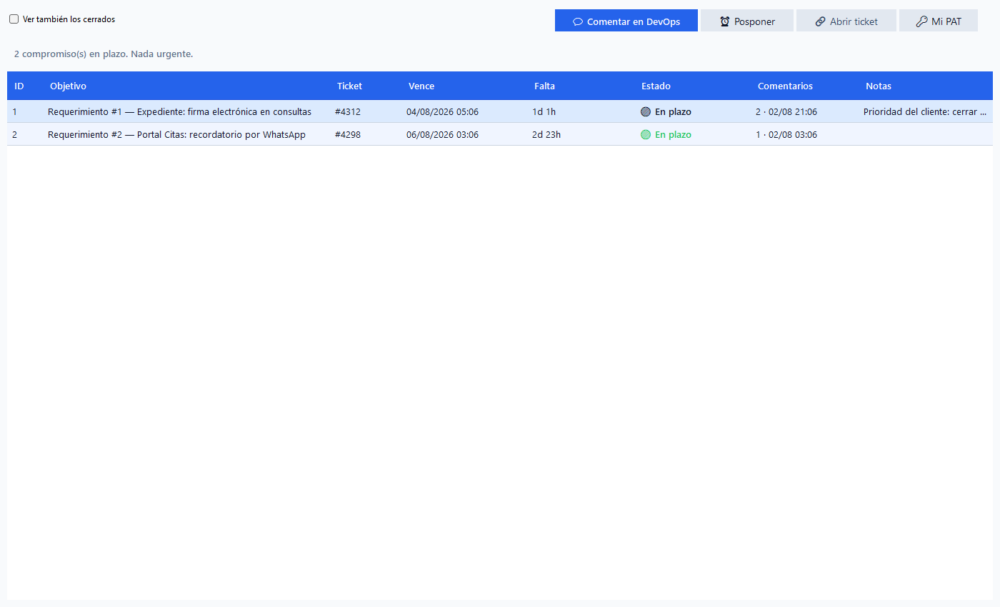 Ver también los cerrados
Comentar en DevOps Posponer Abrir ticket Mi PAT
2 compromiso(s) en plazo. Nada urgente.
ID Objetivo Ticket Vence Falta Estado Comentarios Notas
1 Requerimiento #1 — Expediente: firma electrónica en consultas #4312 04/08/2026 05:06 1d 1h En plazo 2 · 02/08 21:06 Prioridad del cliente: cerrar ...
2 Requerimiento #2 — Portal Citas: recordatorio por WhatsApp #4298 06/08/2026 03:06 2d 23h En plazo 1 · 02/08 03:06